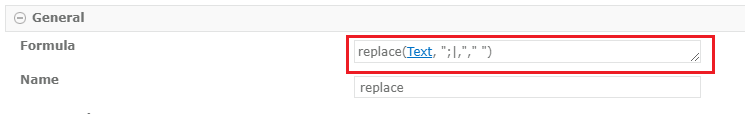 General
Formula
replace(Text, ";|,"," ")
Name
replace